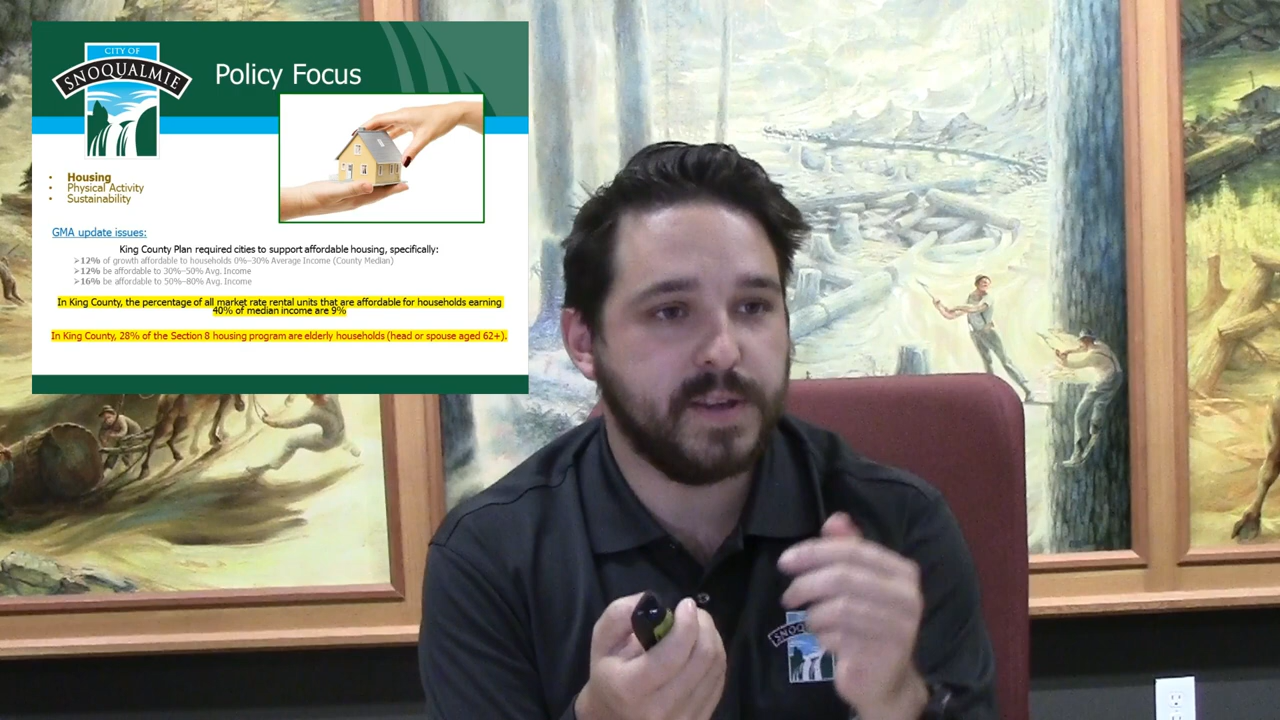 CITY OF
SNOQUALMIE
Policy Focus
• Housing
• Physical Activity
• Sustainability
GMA update issues:
King County Plan required cities to support affordable housing, specifically:
➢12% of growth affordable to households 0%-30% Average Income (County Median)
➢12% be affordable to 30%-50% Avg. Income
➢16% be affordable to 50%-80% Avg. Income
In King County, the percentage of all market rate rental units that are affordable for households earning
40% of median income are 9%
In King County, 28% of the Section 8 housing program are elderly households (head or spouse aged 62+).